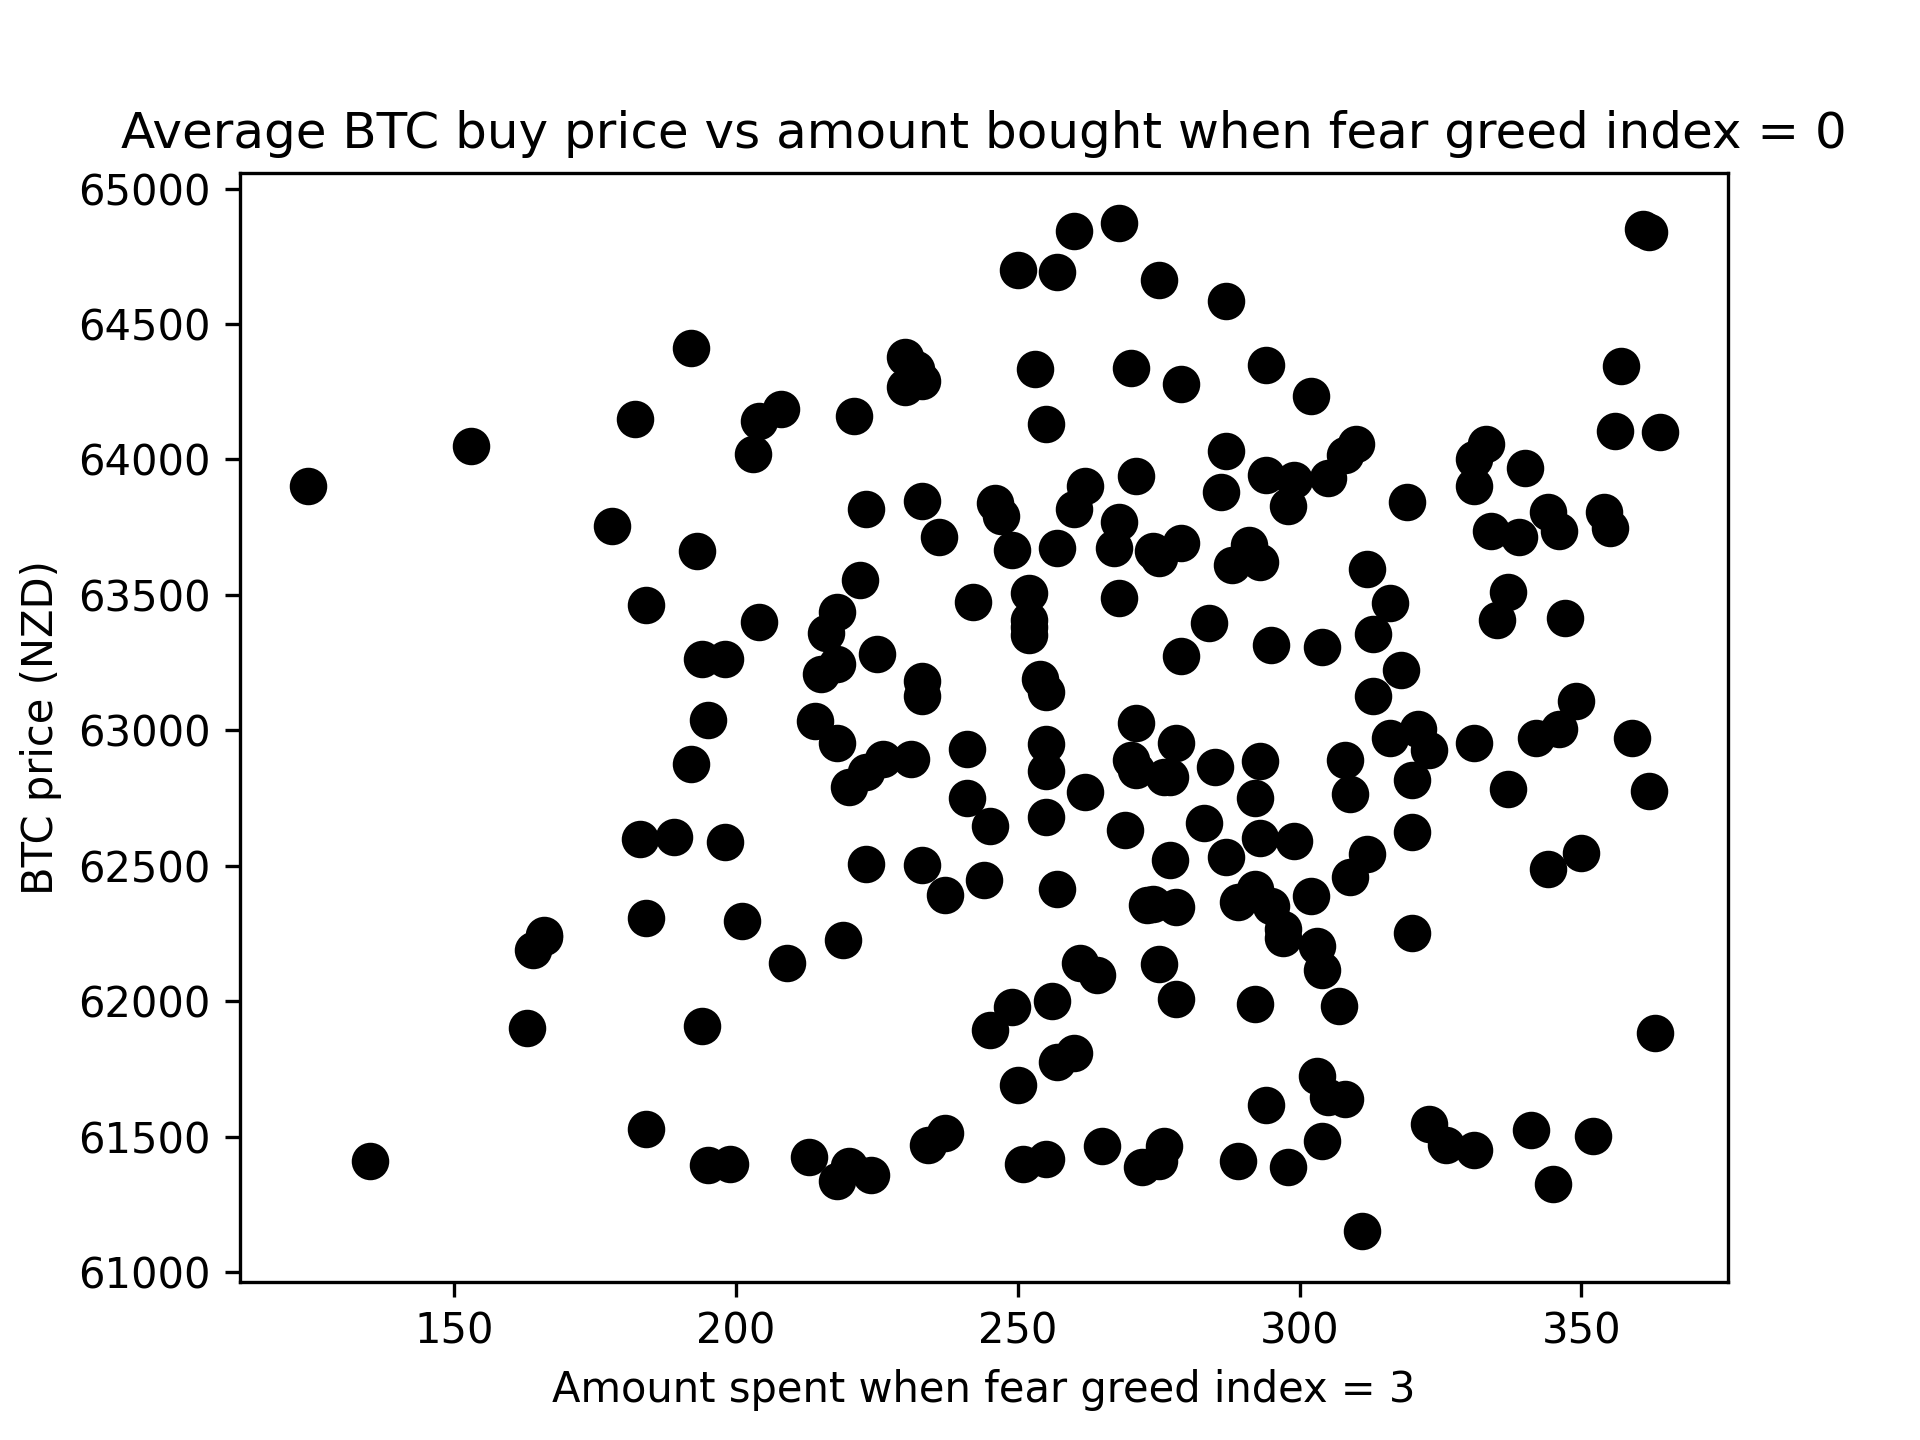 Average BTC buy price vs amount bought when fear greed index = 0
65000
64500
64000
63500
63000
62500
62000
61500
61000
BTC price (NZD)
150 200 250 300 350
Amount spent when fear greed index = 3